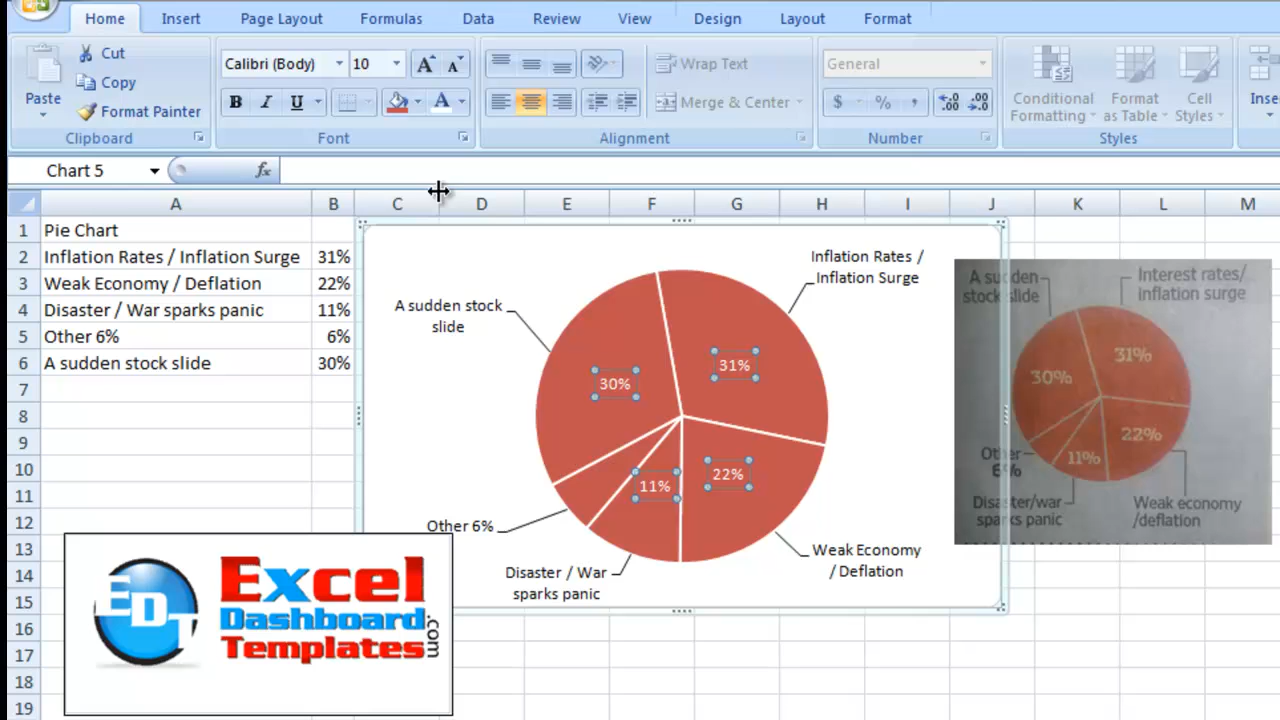 Home Insert Page Layout Formulas Data Review View Design Layout Format
Cut
Copy
Format Painter
Paste
Clipboard
Calibri (Body) 10
A A
B I U A
Font
Wrap Text
Merge & Center
Alignment
General
$ % ,
.0 .00
.00 .0
Number
Conditional
Formatting
Format
as Table
Cell
Styles
Styles
Inse
Chart 5
fx
A B C D E F G H I J K L M
1 Pie Chart
2 Inflation Rates / Inflation Surge 31%
3 Weak Economy / Deflation 22%
4 Disaster / War sparks panic 11%
5 Other 6% 6%
6 A sudden stock slide 30%
7
8
9
10
11
12
13
14
15
16
17
18
19
Inflation Rates /
Inflation Surge
A sudden stock
slide
30%
31%
11%
22%
Other 6%
Disaster / War
sparks panic
Weak Economy
/ Deflation
A sudden
stock slide
Interest rates/
inflation surge
31%
30%
22%
11%
Other
6%
Disaster/war
sparks panic
Weak economy
/deflation
EDT
Excel
Dashboard
Templates
.com